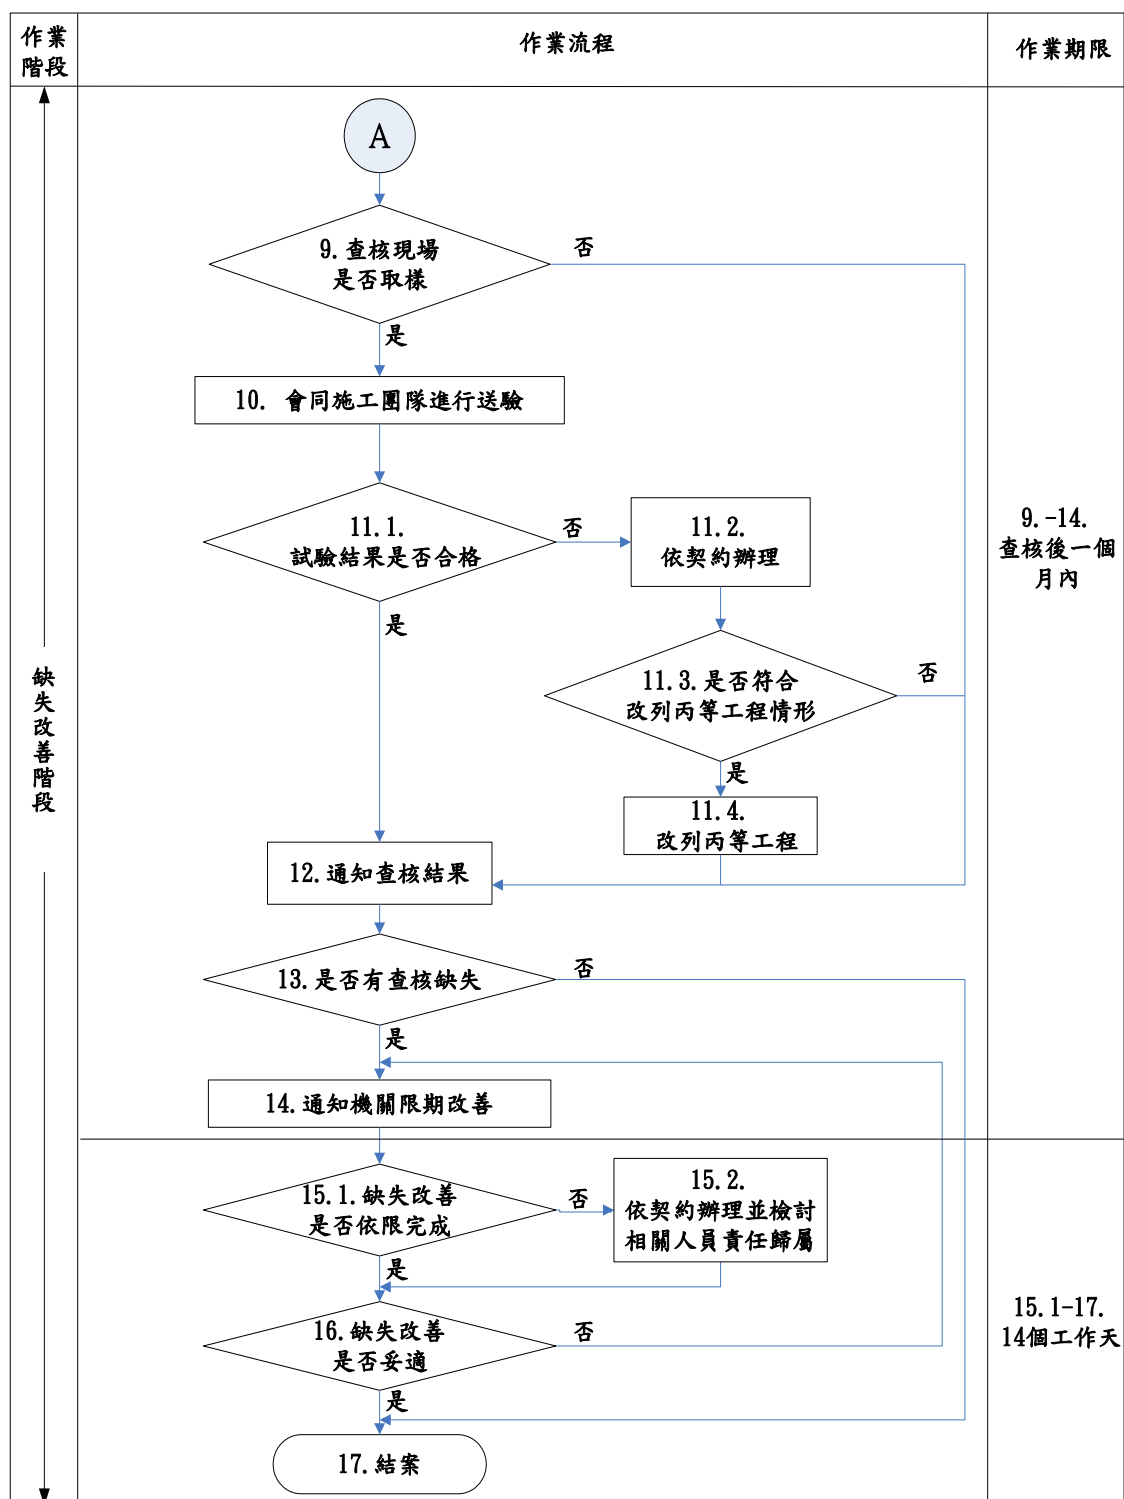 作業
階段
作業流程
作業期限
A
9.查核現場
是否取樣
否
是
10. 會同施工團隊進行送驗
11.1.
試驗結果是否合格
否
是
11.2.
依契約辦理
11.3.是否符合
改列丙等工程情形
否
是
11.4.
改列丙等工程
12.通知查核結果
13.是否有查核缺失
否
是
14.通知機關限期改善
9.-14.
查核後一個
月內
缺失改善階段
15.1.缺失改善
是否依限完成
否
是
15.2.
依契約辦理並檢討
相關人員責任歸屬
16.缺失改善
是否妥適
否
是
17.結案
15.1-17.
14個工作天